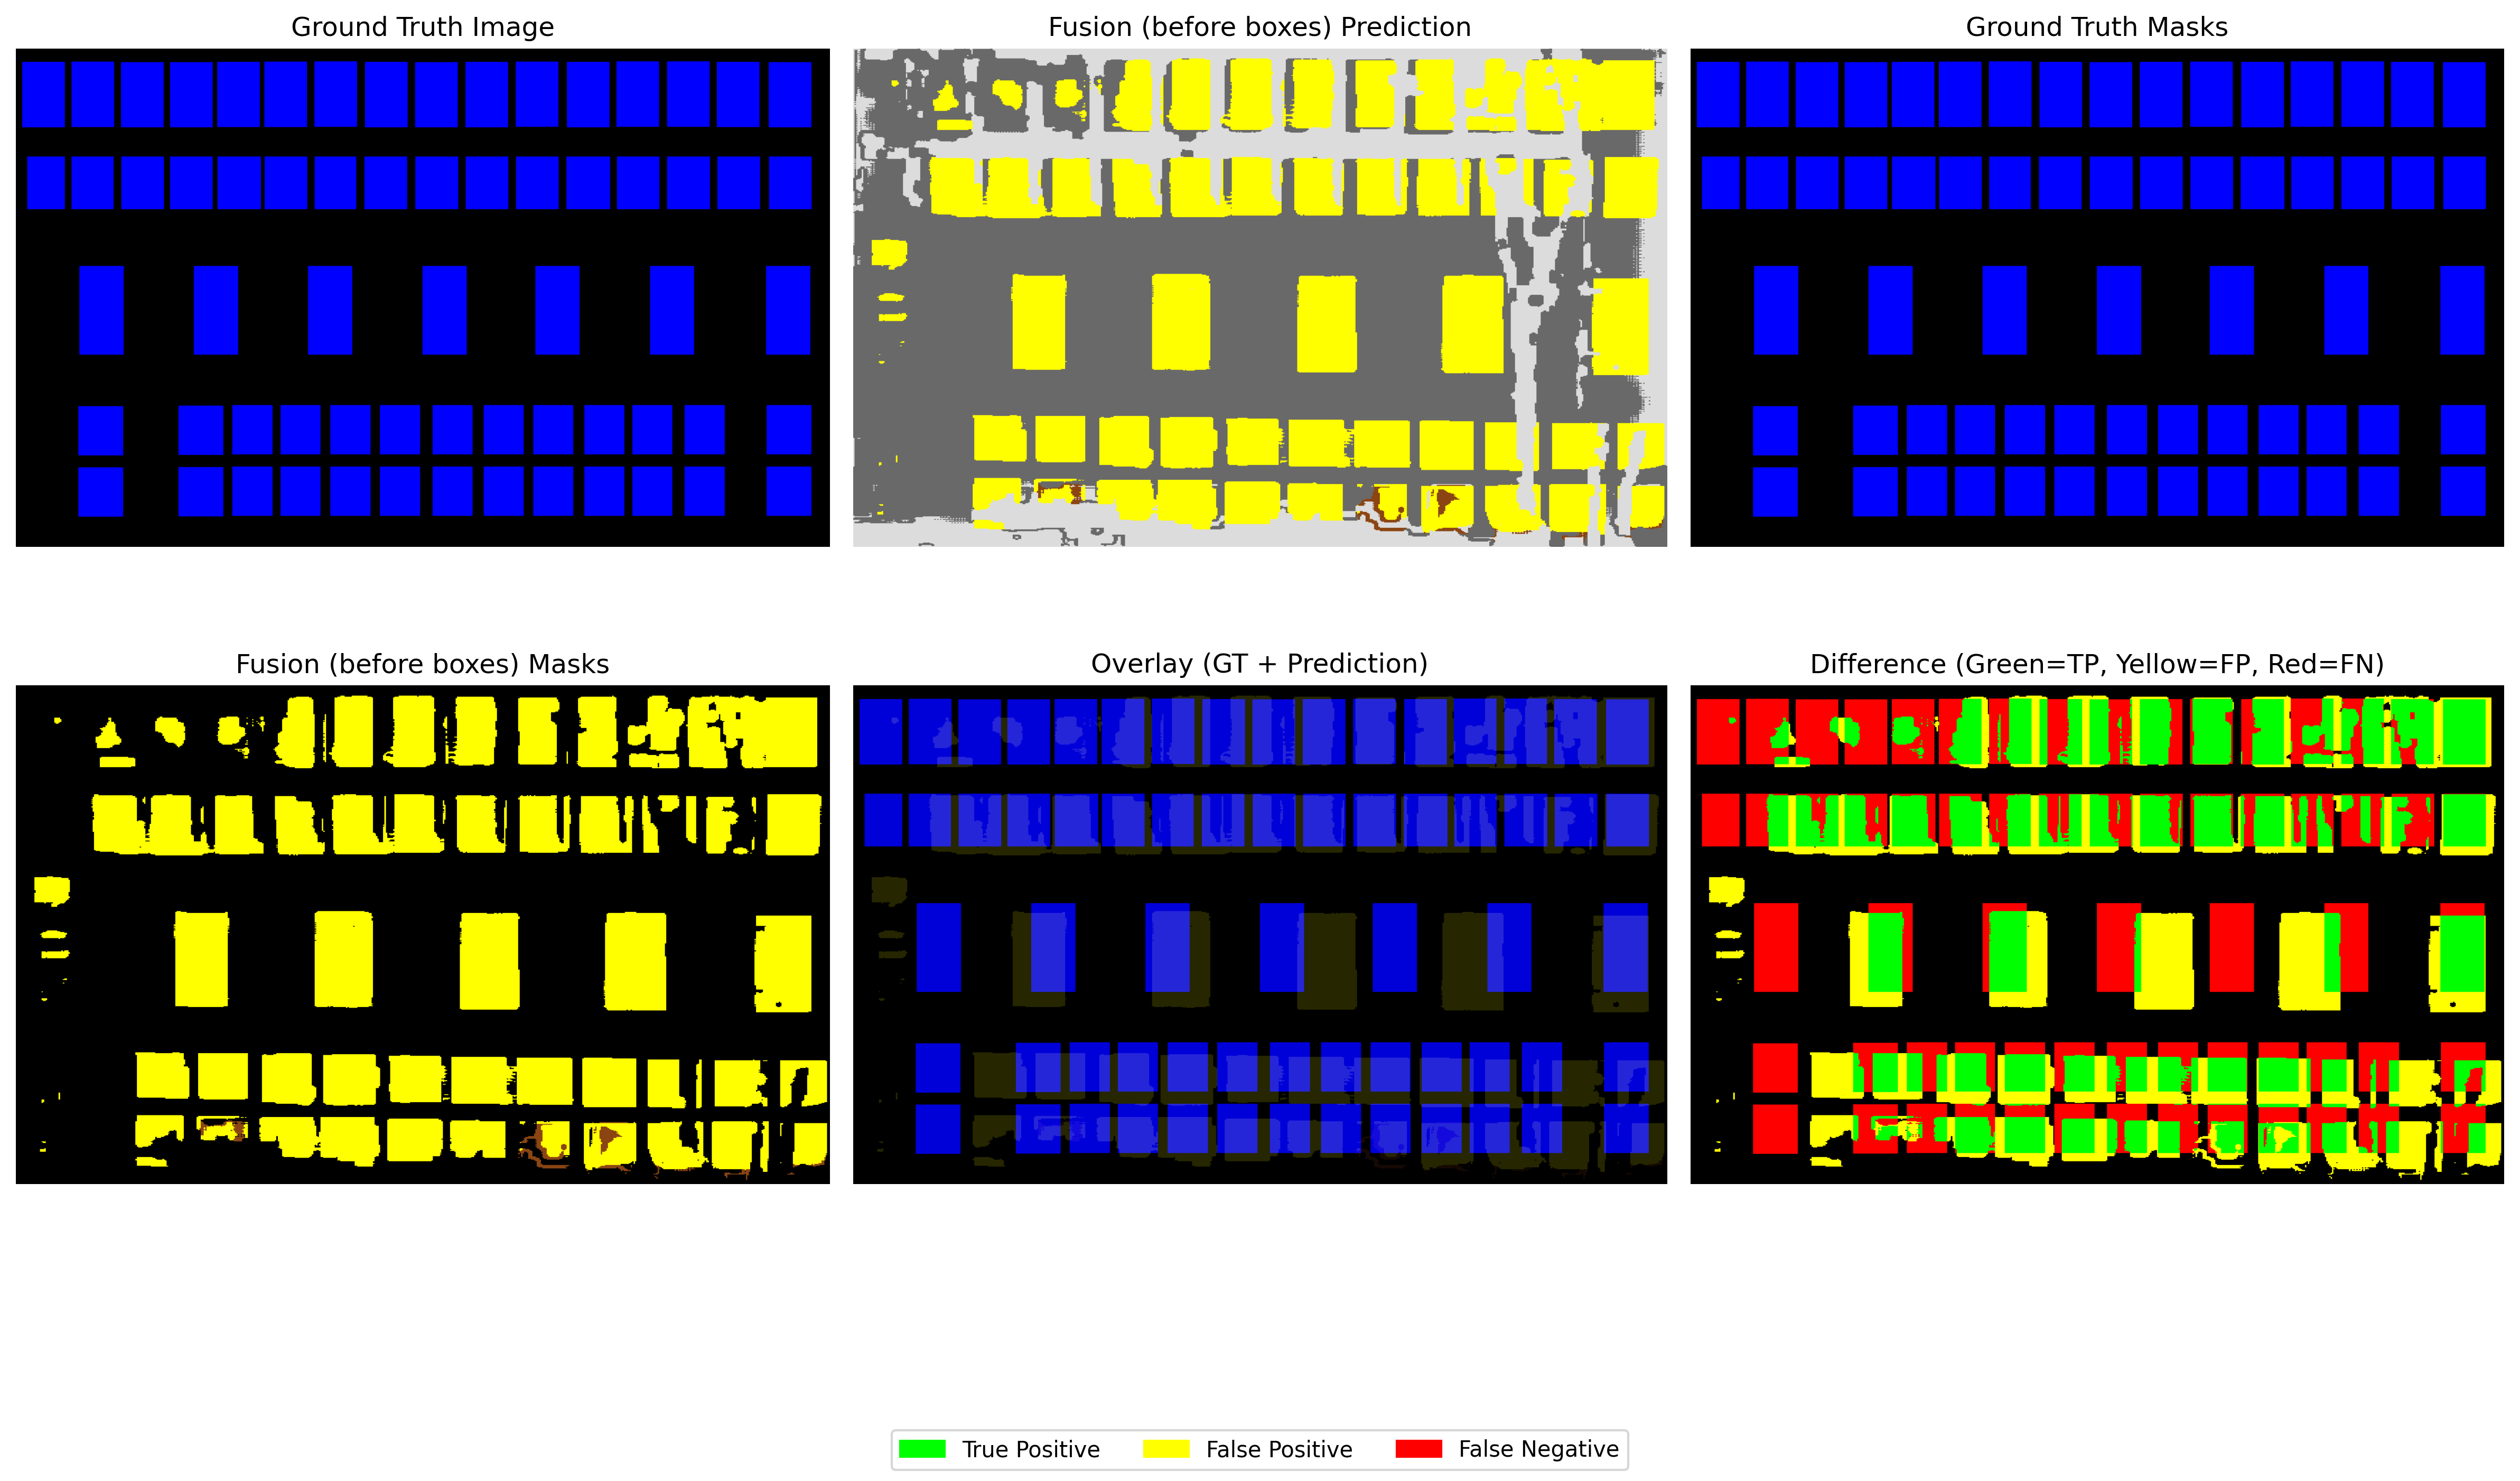 Ground Truth Image
Fusion (before boxes) Prediction
Ground Truth Masks
Fusion (before boxes) Masks
Overlay (GT + Prediction)
Difference (Green=TP, Yellow=FP, Red=FN)
True Positive
False Positive
False Negative